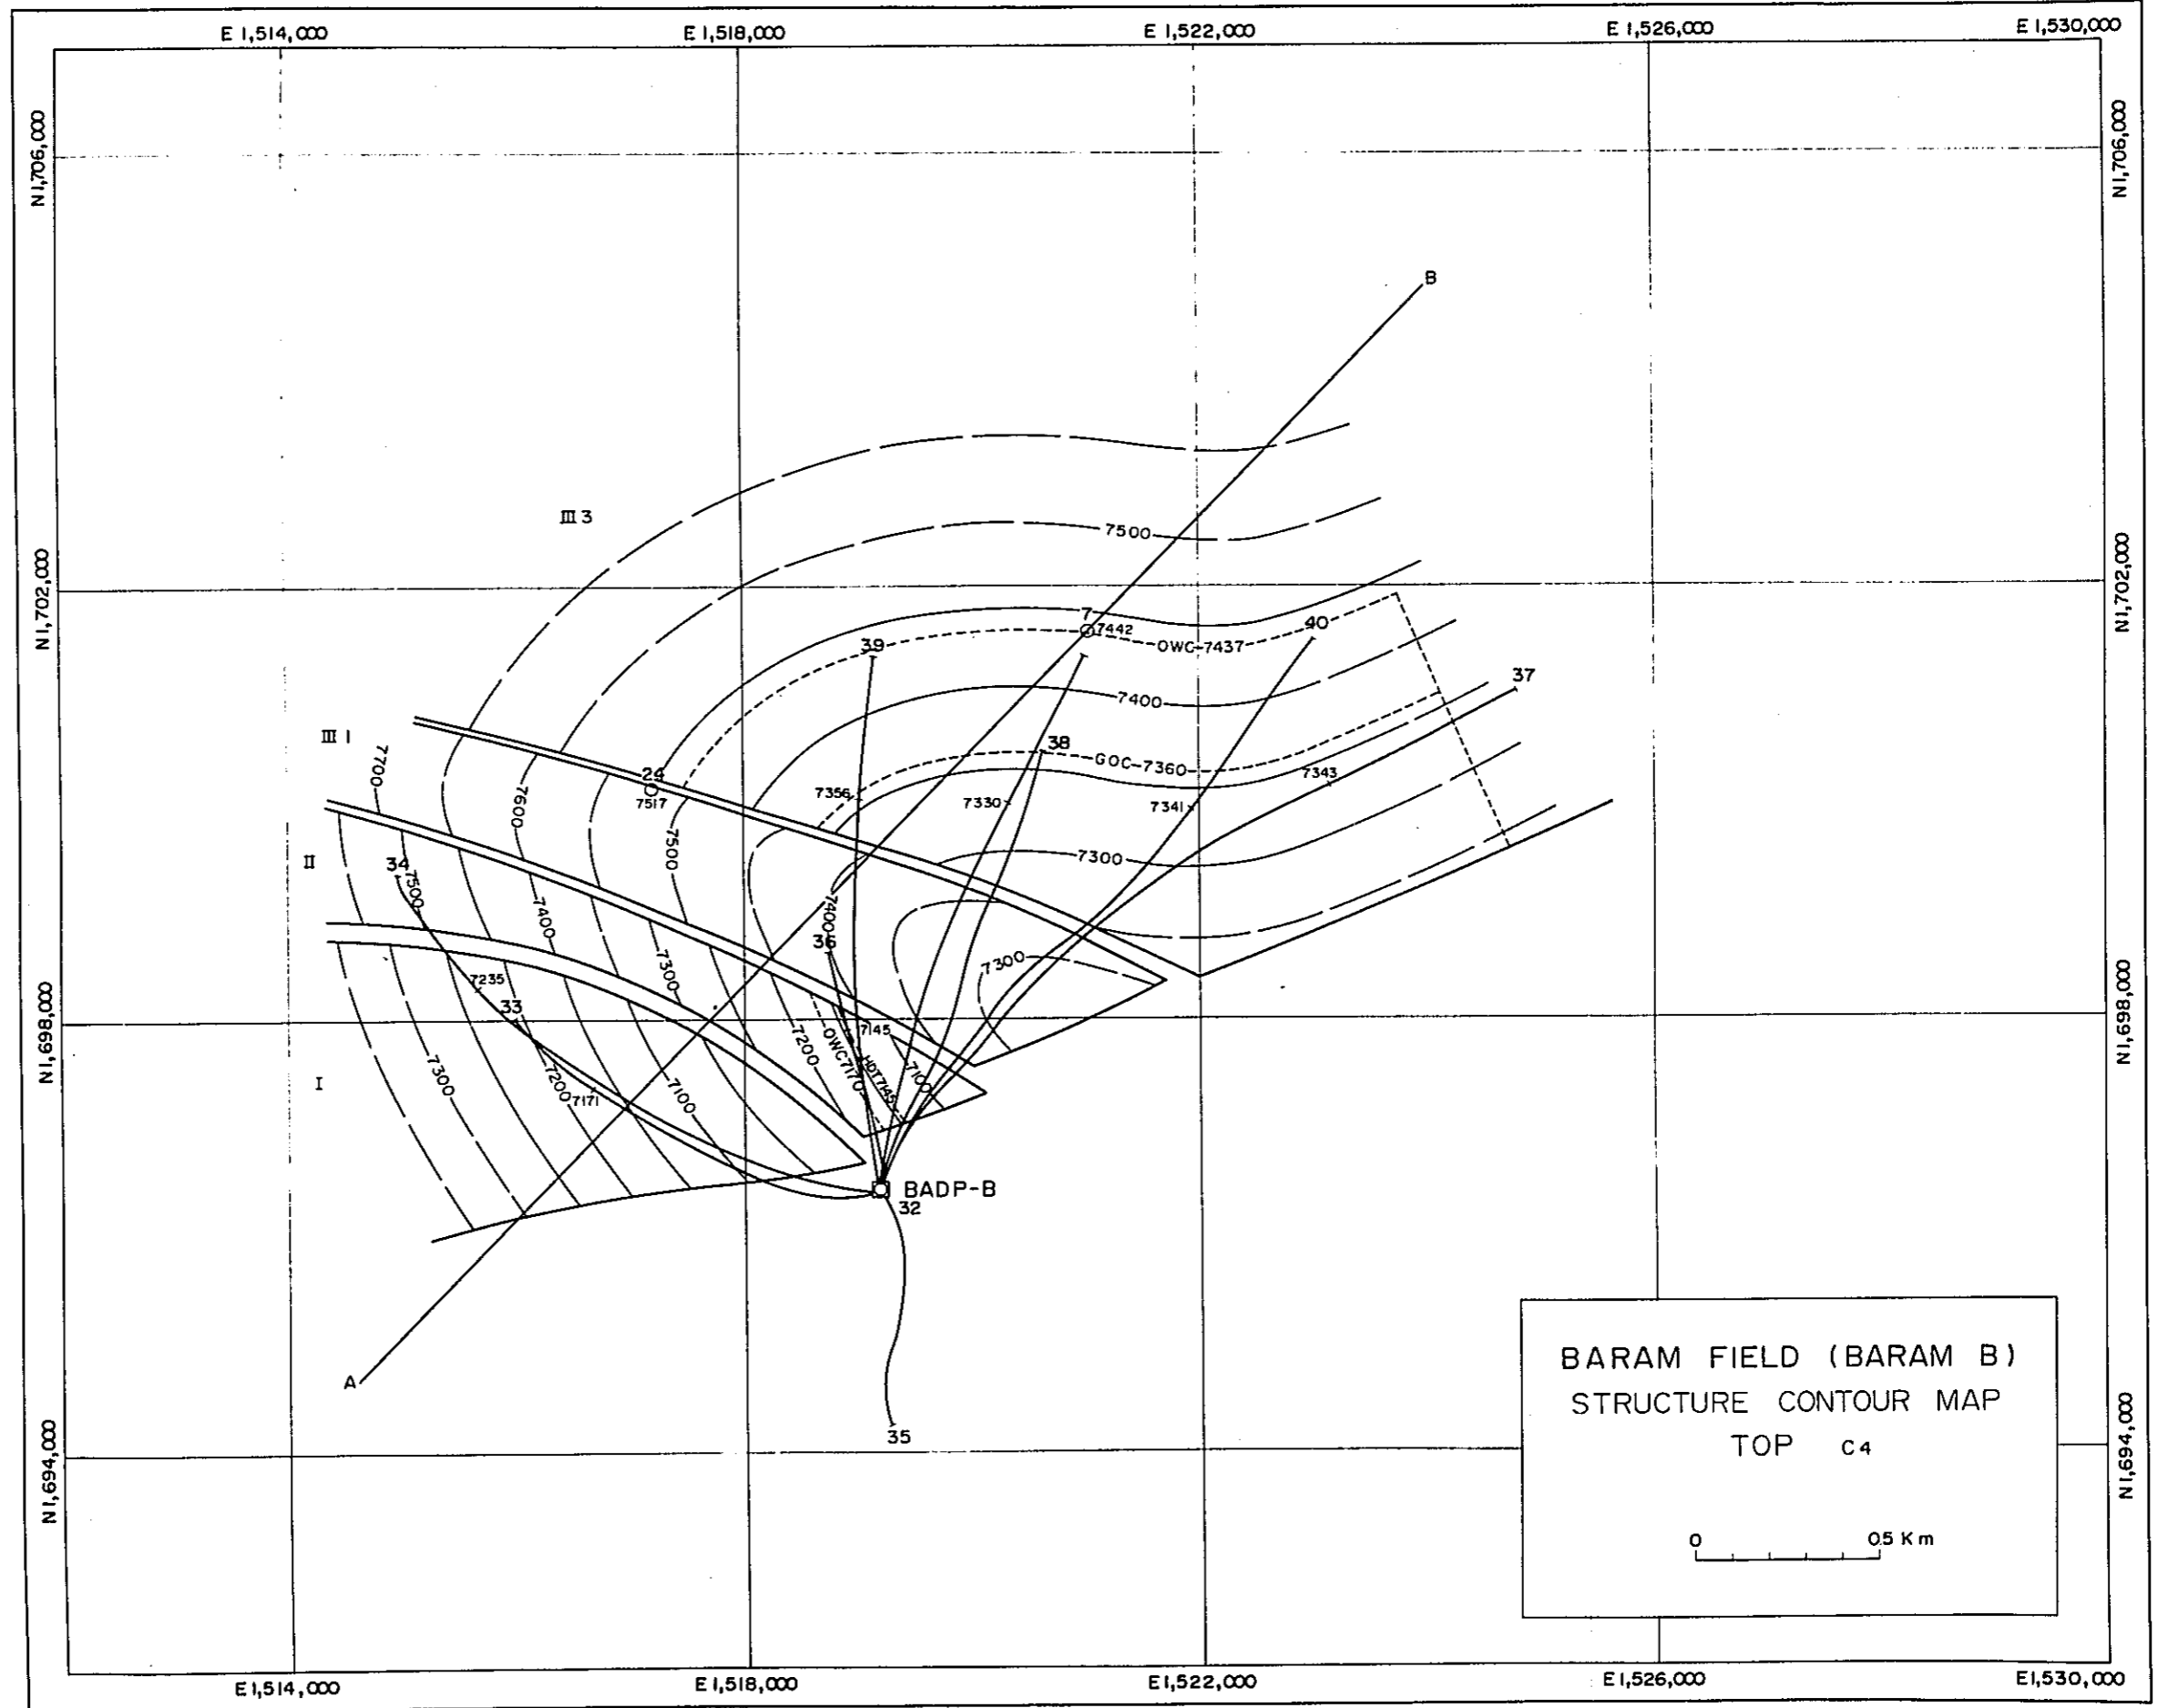 E 1,514,000
E 1,518,000
E 1,522,000
E 1,526,000
E 1,530,000
N 1,706,000
N 1,706,000
B
III 3
7500
N 1,702,000
N 1,702,000
7
7442
40
OWC-7437
39
37
7400
III 1
7700
38
GOC-7360
24
7517
7343
7356
7330
7341
7600
7500
7300
II
34
7500
7400
7400
36
7300
7300
7235
33
N 1,698,000
N 1,698,000
7145
7200
OWC7170
HDT7145
7100
I
7300
7200
7171
7100
BADP-B
32
A
35
BARAM FIELD (BARAM B)
STRUCTURE CONTOUR MAP
TOP C4
0 0.5 Km
N 1,694,000
N 1,694,000
E 1,514,000
E 1,518,000
E 1,522,000
E 1,526,000
E 1,530,000